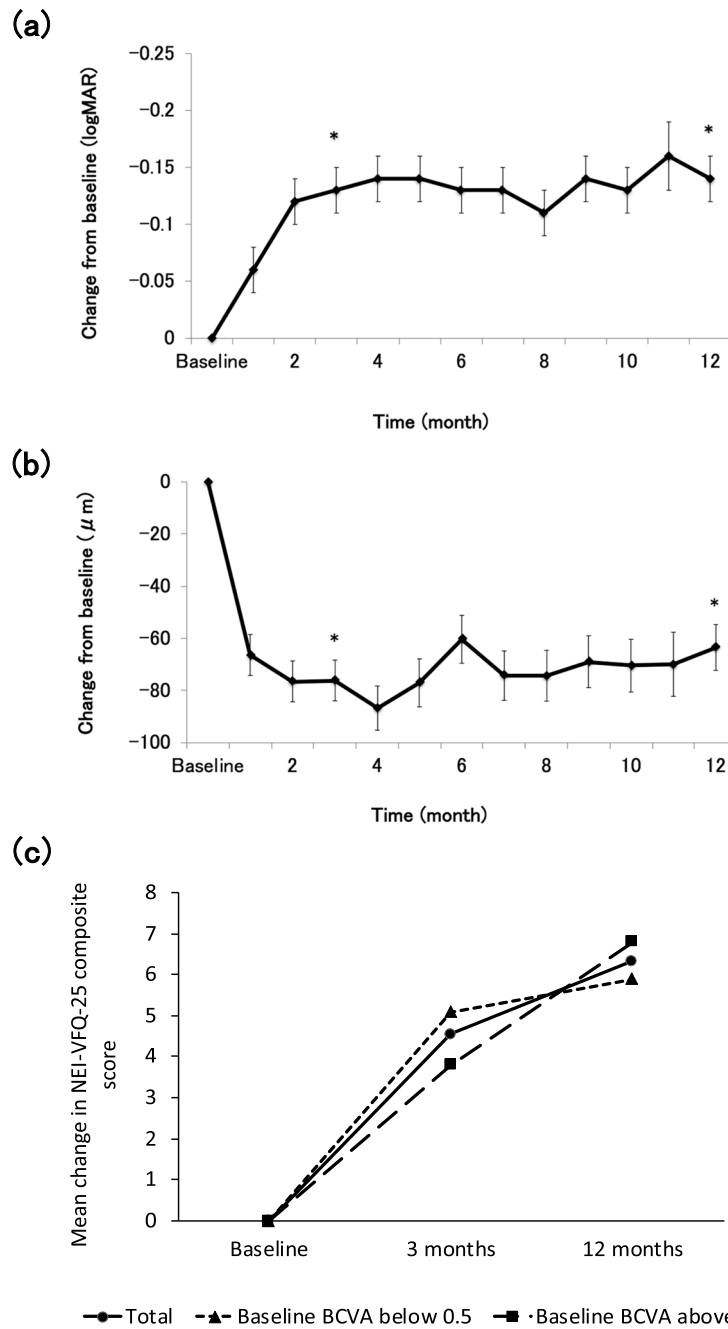 (a)
Change from baseline (logMAR)
−0.25
−0.2
−0.15
−0.1
−0.05
0
*
*
Baseline 2 4 6 8 10 12
Time (month)
(b)
Change from baseline (μm)
0
−20
−40
−60
−80
−100
*
*
Baseline 2 4 6 8 10 12
Time (month)
(c)
Mean change in NEI-VFQ-25 composite
score
8
7
6
5
4
3
2
1
0
Baseline 3 months 12 months
Total Baseline BCVA below 0.5 Baseline BCVA above